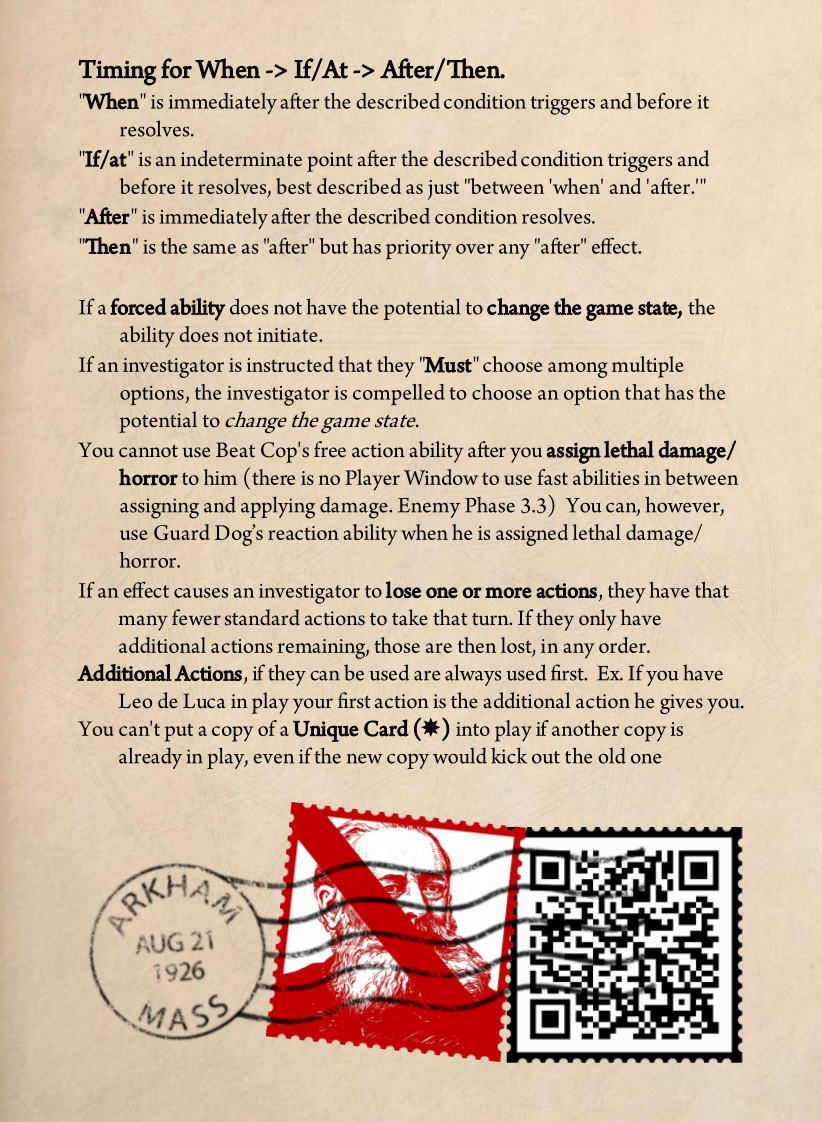 Timing for When -> If/At -> After/Then.
"When" is immediately after the described condition triggers and before it
resolves.
"If/at" is an indeterminate point after the described condition triggers and
before it resolves, best described as just "between 'when' and 'after.'"
"After" is immediately after the described condition resolves.
"Then" is the same as "after" but has priority over any "after" effect.
If a forced ability does not have the potential to change the game state, the
ability does not initiate.
If an investigator is instructed that they "Must" choose among multiple
options, the investigator is compelled to choose an option that has the
potential to change the game state.
You cannot use Beat Cop's free action ability after you assign lethal damage/
horror to him (there is no Player Window to use fast abilities in between
assigning and applying damage. Enemy Phase 3.3)  You can, however,
use Guard Dog’s reaction ability when he is assigned lethal damage/
horror.
If an effect causes an investigator to lose one or more actions, they have that
many fewer standard actions to take that turn. If they only have
additional actions remaining, those are then lost, in any order.
Additional Actions, if they can be used are always used first.  Ex. If you have
Leo de Luca in play your first action is the additional action he gives you.
You can't put a copy of a Unique Card (✷) into play if another copy is
already in play, even if the new copy would kick out the old one
ARKHAM
AUG 21
1926
MASS